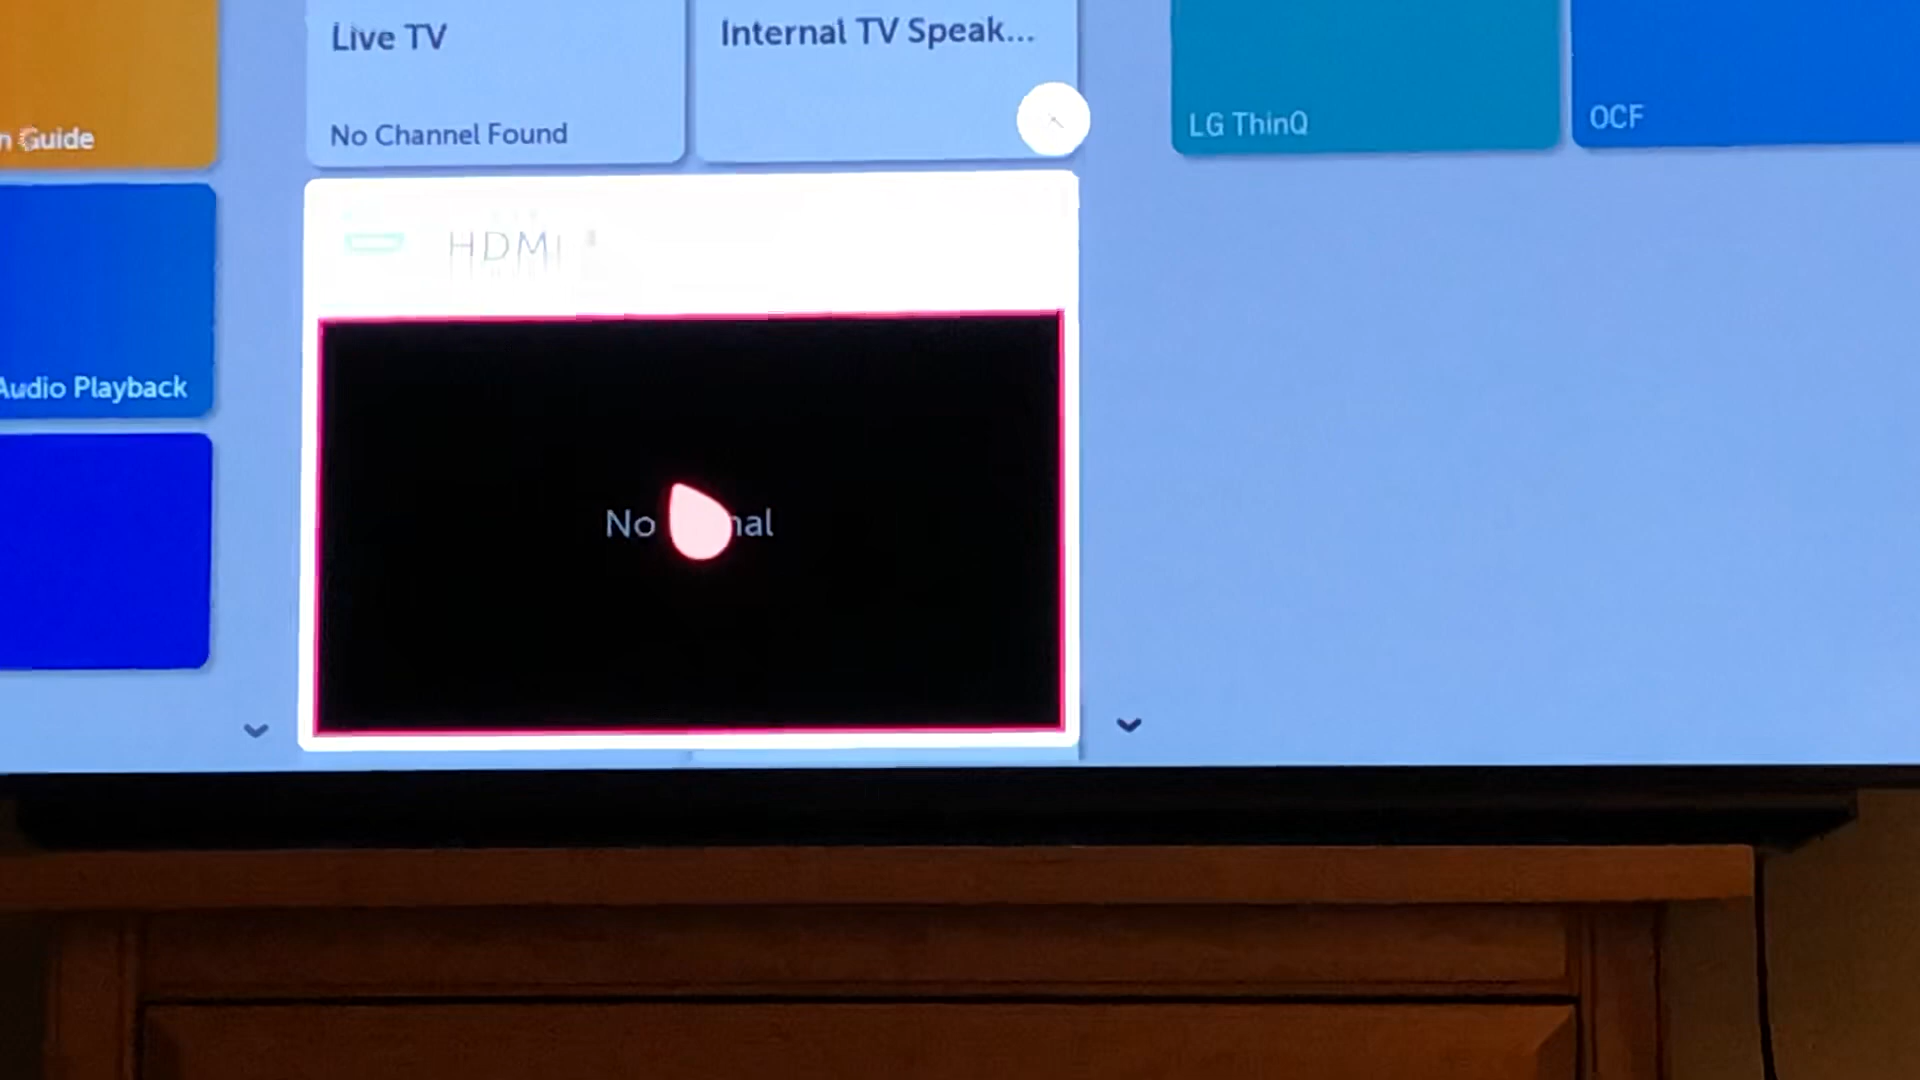 Live TV
Internal TV Speak...
No Channel Found
n Guide
LG ThinQ
OCF
HDMI
Audio Playback
No nal